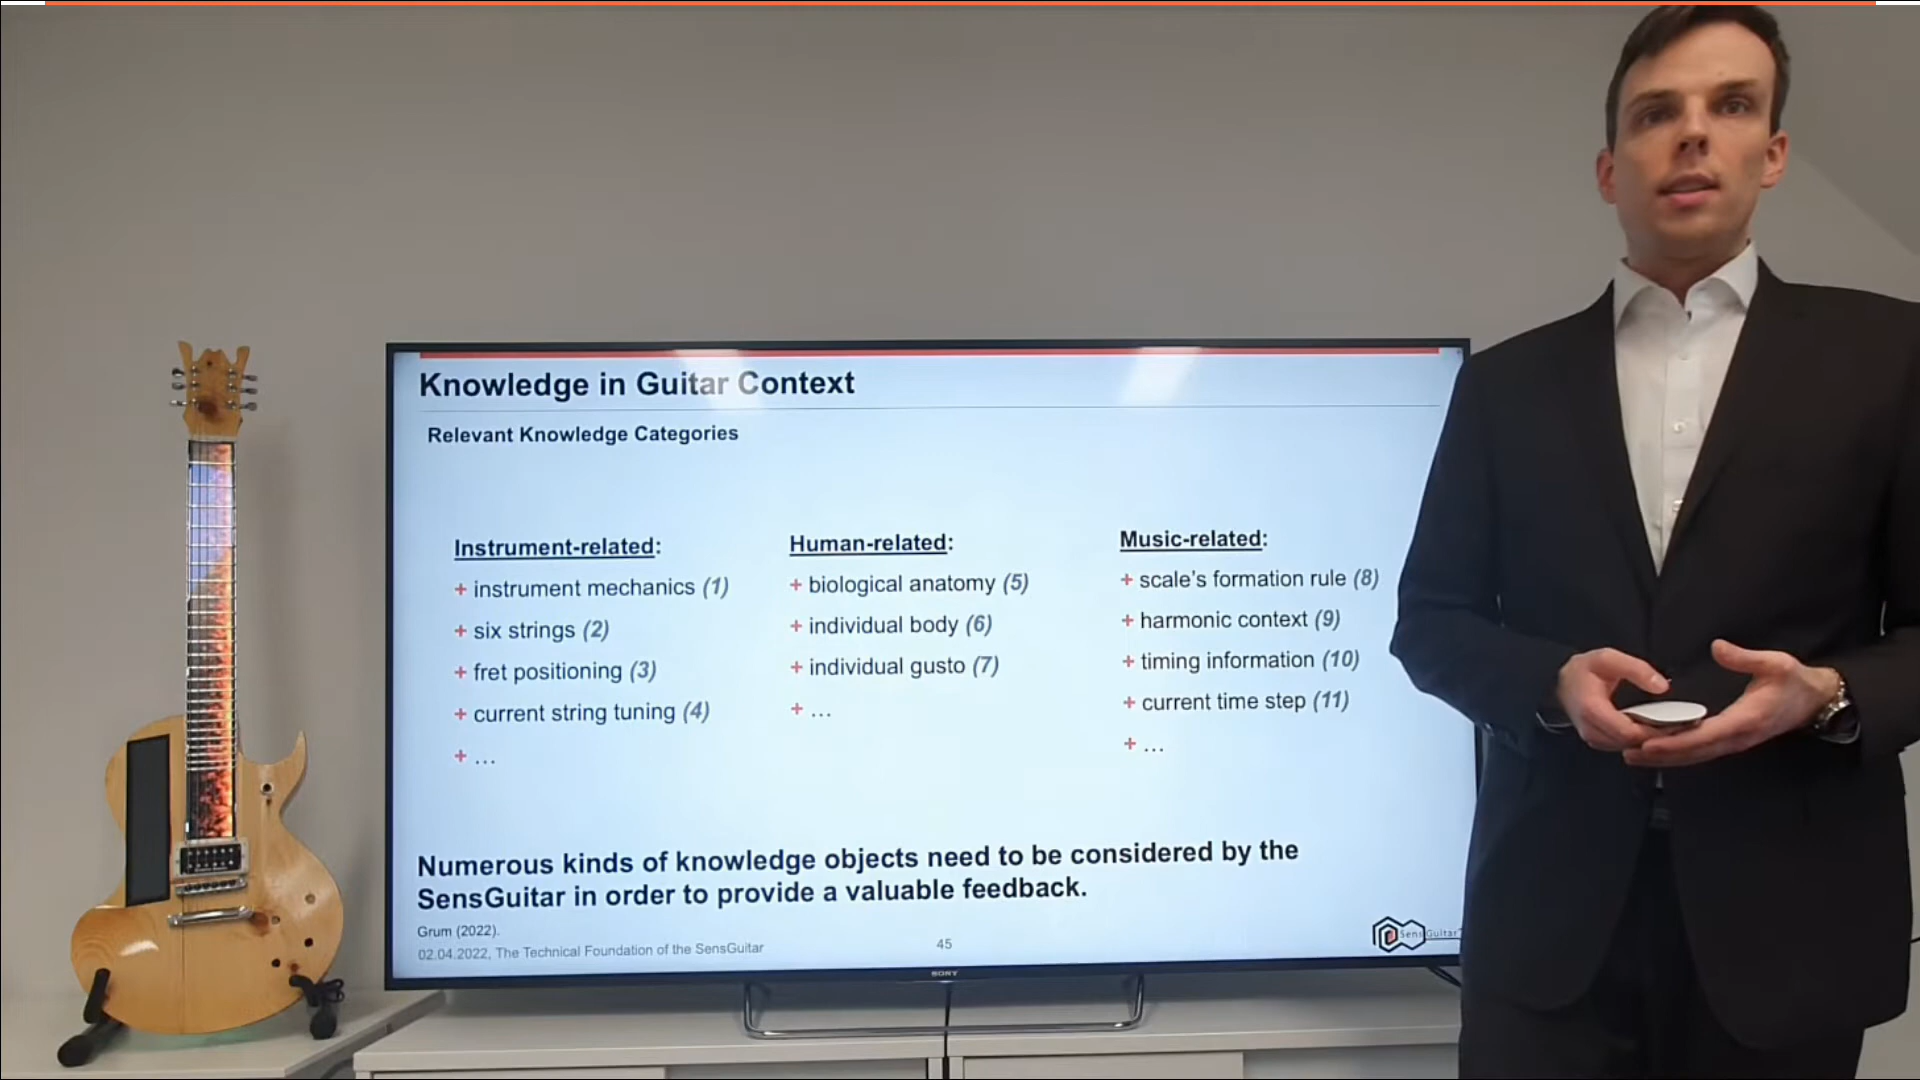 Knowledge in Guitar Context
Relevant Knowledge Categories
Instrument-related:
+ instrument mechanics (1)
+ six strings (2)
+ fret positioning (3)
+ current string tuning (4)
+ ...
Human-related:
+ biological anatomy (5)
+ individual body (6)
+ individual gusto (7)
+ ...
Music-related:
+ scale's formation rule (8)
+ harmonic context (9)
+ timing information (10)
+ current time step (11)
+ ...
Numerous kinds of knowledge objects need to be considered by the
SensGuitar in order to provide a valuable feedback.
Grum (2022).
02.04.2022, The Technical Foundation of the SensGuitar
45
SensGuitar
SONY